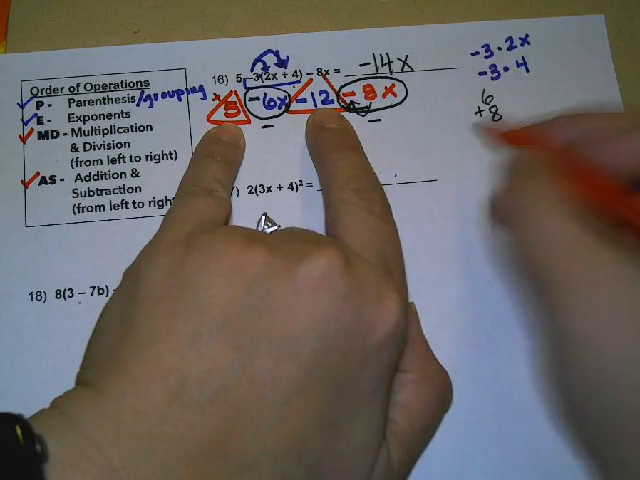 Order of Operations
P - Parenthesis/grouping
E - Exponents
MD - Multiplication
& Division
(from left to right)
AS - Addition &
Subtraction
(from left to right
16) 5 - 3(2x + 4) - 8x = -14x
5 -6x -12 - 8x
-3·2x
-3·4
6
+8
7) 2(3x + 4)² =
18) 8(3 – 7b)